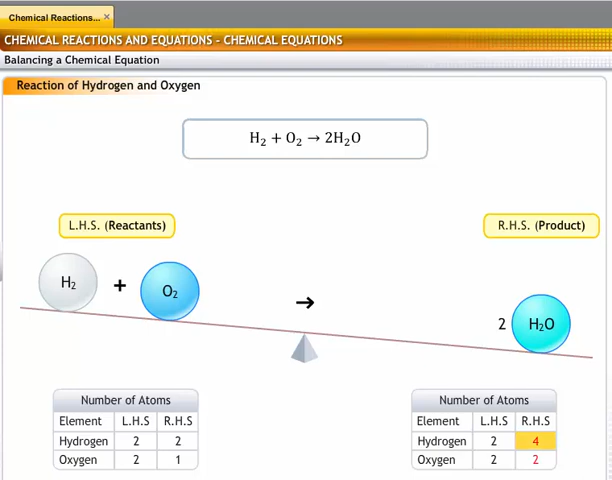 Chemical Reactions... ×
CHEMICAL REACTIONS AND EQUATIONS - CHEMICAL EQUATIONS
Balancing a Chemical Equation
Reaction of Hydrogen and Oxygen
H₂ + O₂ → 2H₂O
L.H.S. (Reactants)
R.H.S. (Product)
H₂ + O₂ → 2 H₂O
Number of Atoms
Element L.H.S R.H.S
Hydrogen 2 2
Oxygen 2 1
Number of Atoms
Element L.H.S R.H.S
Hydrogen 2 4
Oxygen 2 2